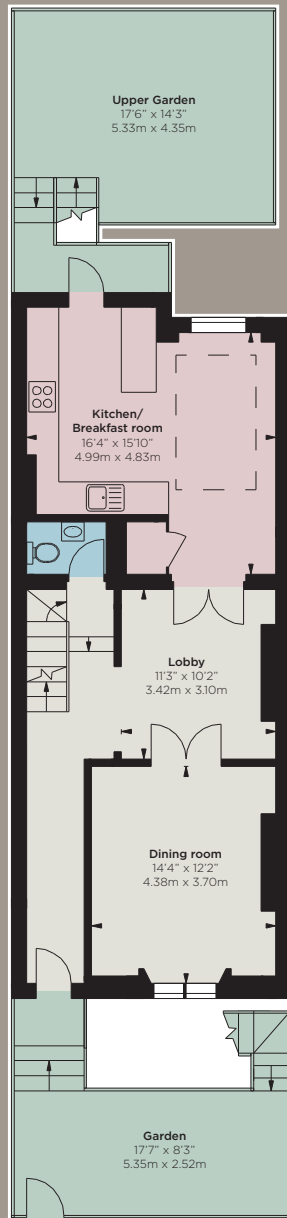 Upper Garden
17'6" x 14'3"
5.33m x 4.35m
Kitchen/
Breakfast room
16'4" x 15'10"
4.99m x 4.83m
Lobby
11'3" x 10'2"
3.42m x 3.10m
Dining room
14'4" x 12'2"
4.38m x 3.70m
Garden
17'7" x 8'3"
5.35m x 2.52m